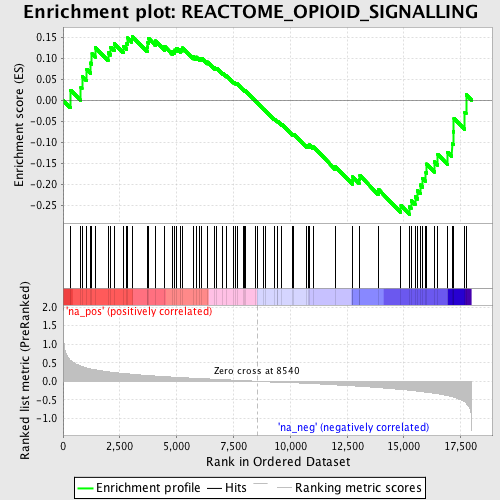 Enrichment plot: REACTOME_OPIOID_SIGNALLING
Enrichment score (ES)
0.15
0.10
0.05
0.00
-0.05
-0.10
-0.15
-0.20
-0.25
Ranked list metric (PreRanked)
2.0
1.5
1.0
0.5
0.0
-0.5
-1.0
'na_pos' (positively correlated)
Zero cross at 8540
'na_neg' (negatively correlated)
0
2,500
5,000
7,500
10,000
12,500
15,000
17,500
Rank in Ordered Dataset
Enrichment profile
Hits
Ranking metric scores